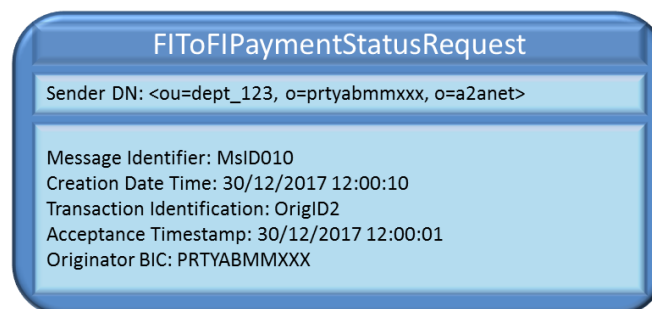 FIToFIPaymentStatusRequest
Sender DN: <ou=dept_123, o=prtyabmmxxx, o=a2anet>
Message Identifier: MsID010
Creation Date Time: 30/12/2017 12:00:10
Transaction Identification: OrigID2
Acceptance Timestamp: 30/12/2017 12:00:01
Originator BIC: PRTYABMMXXX